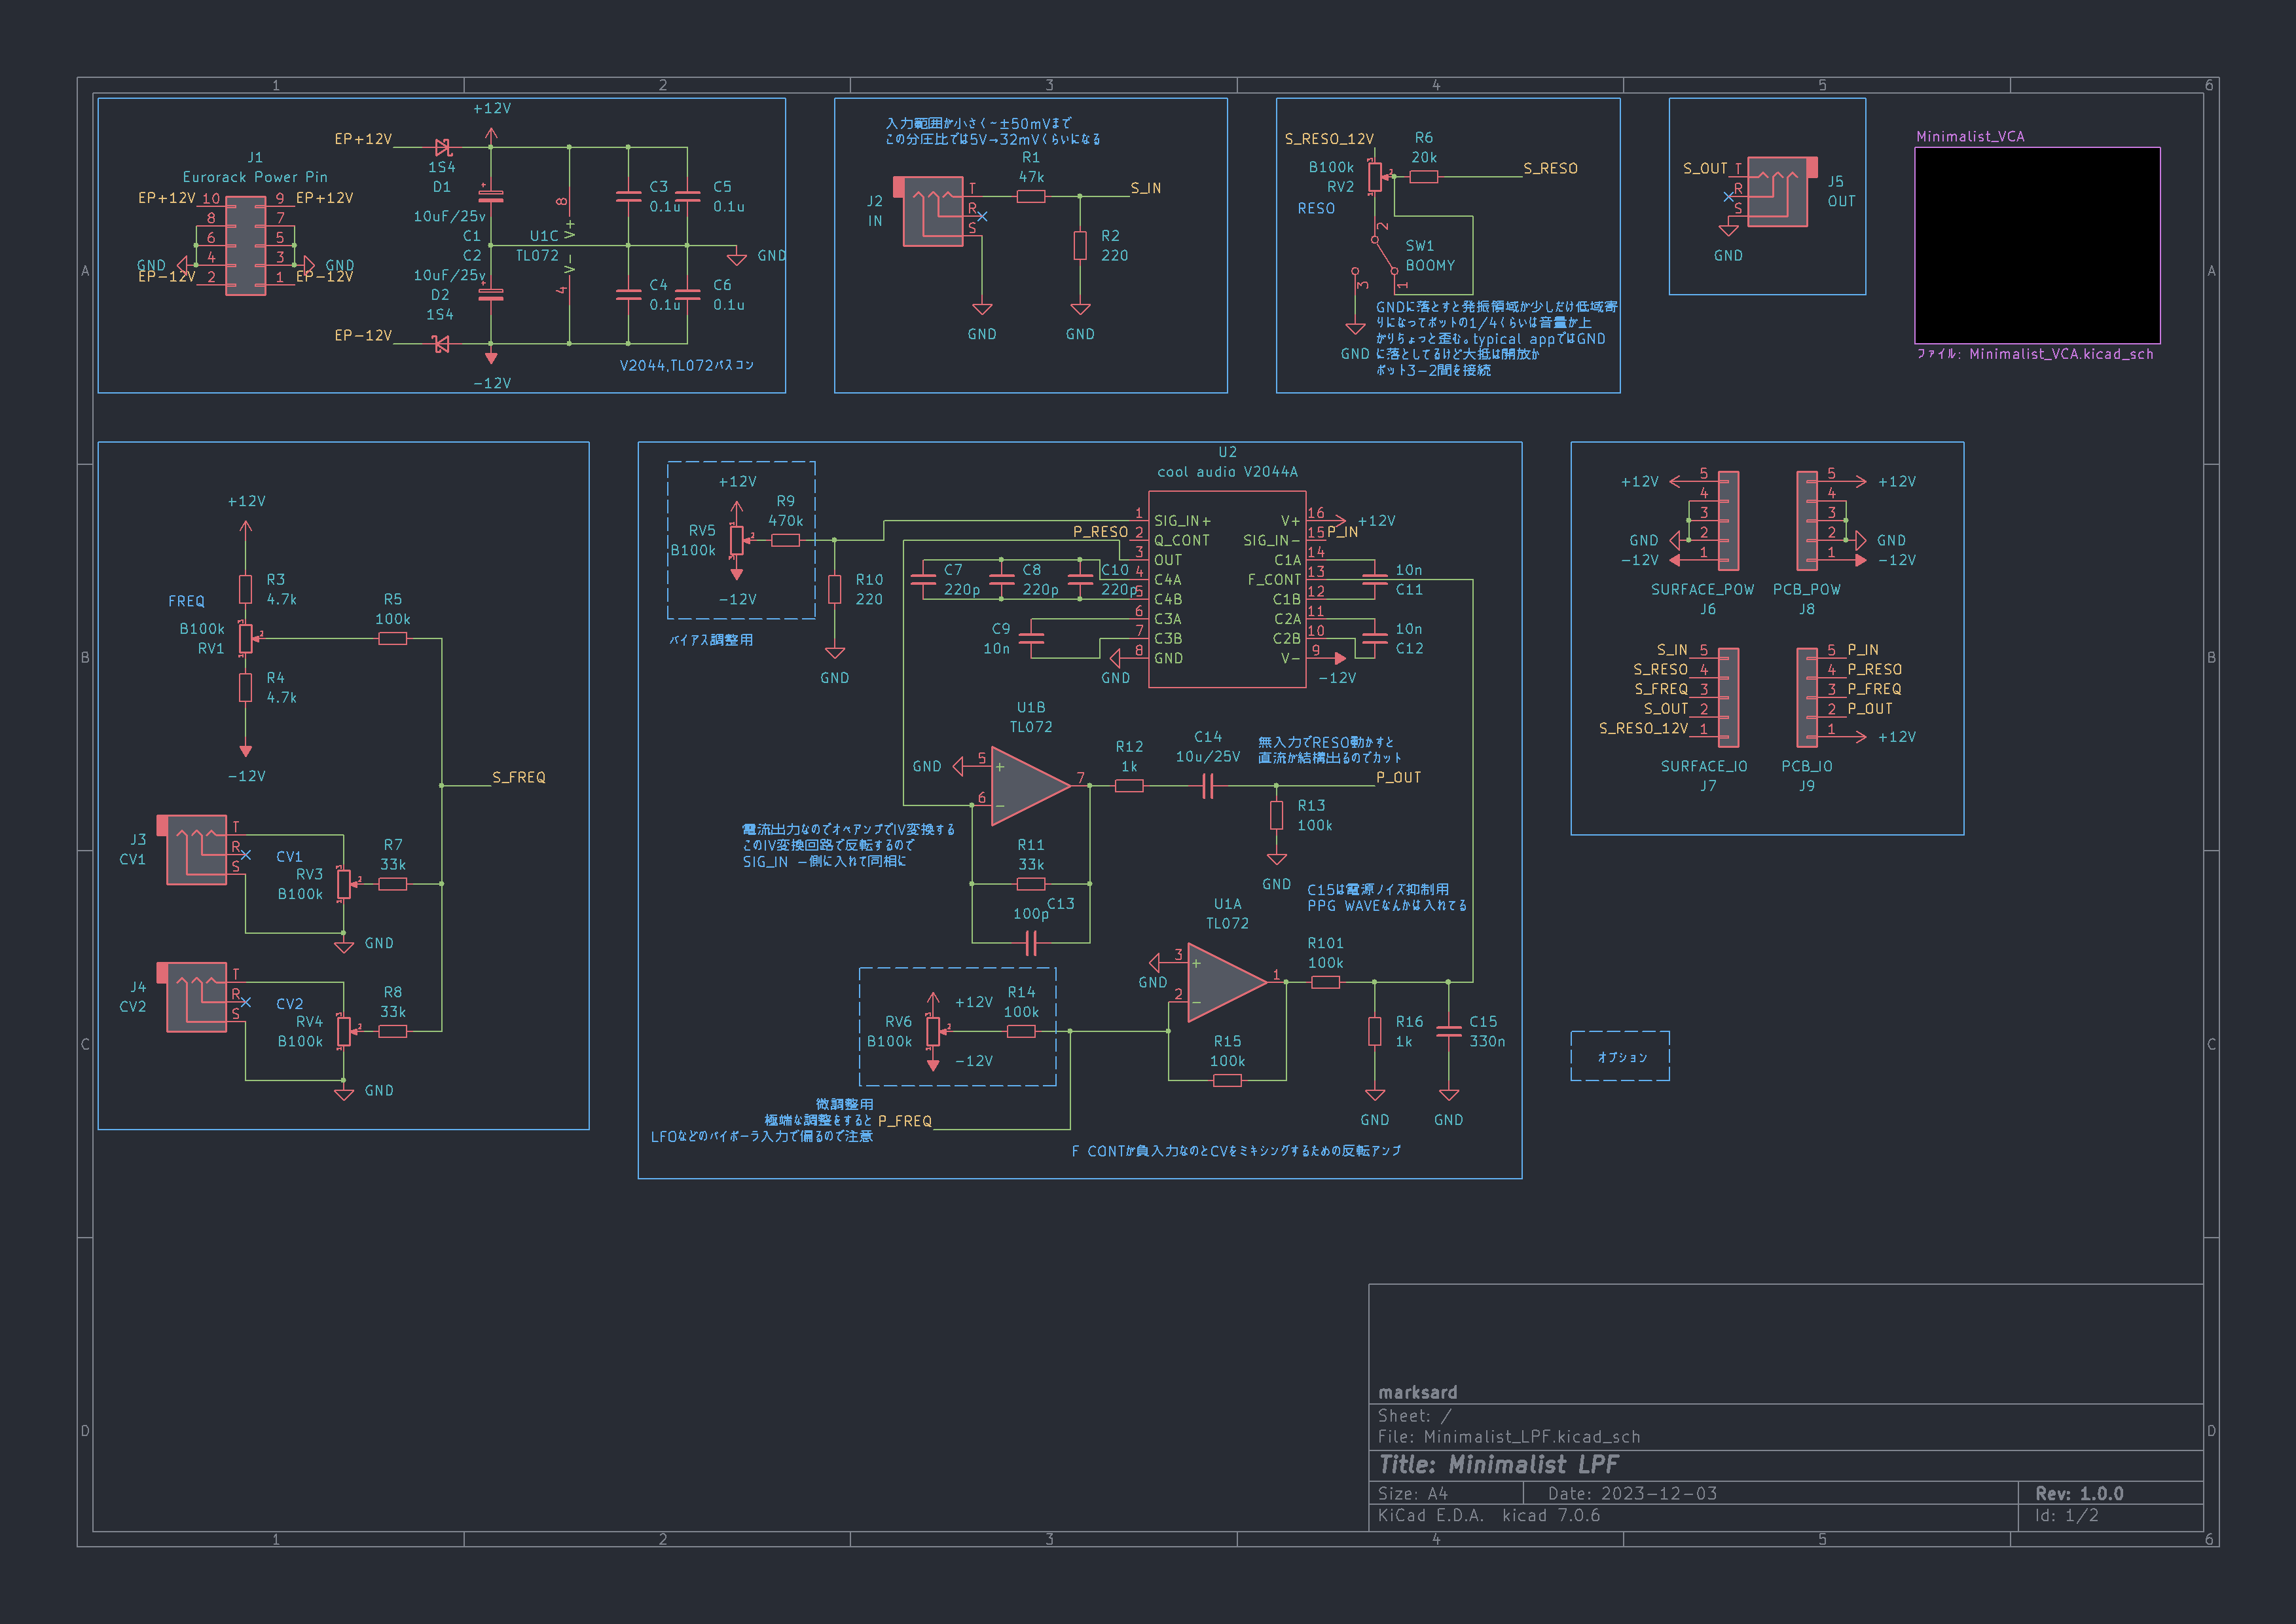 1
2
3
4
5
6
A
B
C
D
A
B
C
D
J1
Eurorack Power Pin
EP+12V
EP+12V
10
9
8
7
6
5
4
3
2
1
GND
GND
EP-12V
EP-12V
EP+12V
+12V
1S4
D1
10uF/25v
C1
C2
10uF/25v
D2
1S4
EP-12V
-12V
U1C
TL072
8
V+
V-
4
C3
0.1u
C5
0.1u
C4
0.1u
C6
0.1u
GND
V2044,TL072パスコン
入力範囲が小さく~±50mVまで
この分圧比では5V→32mVくらいになる
R1
47k
J2
IN
T
R
S
S_IN
R2
220
GND
GND
S_RESO_12V
R6
20k
B100k
RV2
RESO
S_RESO
2
SW1
BOOMY
3
1
GND
GNDに落とすと発振領域が少しだけ低域寄
りになってポットの1/4くらいは音量が上
がりちょっと歪む。typical appではGND
に落としてるけど大抵は開放か
ポット3-2間を接続
S_OUT
T
R
S
J5
OUT
GND
Minimalist_VCA
ファイル: Minimalist_VCA.kicad_sch
+12V
R3
4.7k
FREQ
B100k
RV1
R5
100k
R4
4.7k
-12V
S_FREQ
J3
CV1
T
R
S
CV1
RV3
B100k
R7
33k
GND
J4
CV2
T
R
S
CV2
RV4
B100k
R8
33k
GND
+12V
RV5
B100k
R9
470k
-12V
バイアス調整用
R10
220
GND
U2
cool audio V2044A
1 SIG_IN+
2 Q_CONT
3 OUT
4 C4A
5 C4B
6 C3A
7 C3B
8 GND
V+ 16
SIG_IN- 15
C1A 14
F_CONT 13
C1B 12
C2A 11
C2B 10
V- 9
P_RESO
+12V
P_IN
C7
220p
C8
220p
C10
220p
C9
10n
GND
10n
C11
10n
C12
-12V
U1B
TL072
GND
5
6
7
+
-
R12
1k
C14
10u/25V
無入力でRESO動かすと
直流が結構出るのでカット
P_OUT
R13
100k
GND
電流出力なのでオペアンプでIV変換する
このIV変換回路で反転するので
SIG_IN -側に入れて同相に
R11
33k
C13
100p
C15は電源ノイズ抑制用
PPG WAVEなんかは入れてる
U1A
TL072
GND
3
2
1
+
-
R101
100k
R16
1k
C15
330n
GND
GND
R15
100k
+12V
RV6
B100k
R14
100k
-12V
微調整用
極端な調整をすると
LFOなどのバイポーラ入力で偏るので注意
P_FREQ
F CONTが負入力なのとCVをミキシングするための反転アンプ
+12V
5
4
3
2
1
GND
-12V
SURFACE_POW
J6
5
4
3
2
1
+12V
GND
-12V
PCB_POW
J8
S_IN 5
S_RESO 4
S_FREQ 3
S_OUT 2
S_RESO_12V 1
SURFACE_IO
J7
5 P_IN
4 P_RESO
3 P_FREQ
2 P_OUT
1 +12V
PCB_IO
J9
オプション
marksard
Sheet: /
File: Minimalist_LPF.kicad_sch
Title: Minimalist LPF
Size: A4
Date: 2023-12-03
Rev: 1.0.0
KiCad E.D.A. kicad 7.0.6
Id: 1/2
1
2
3
4
5
6